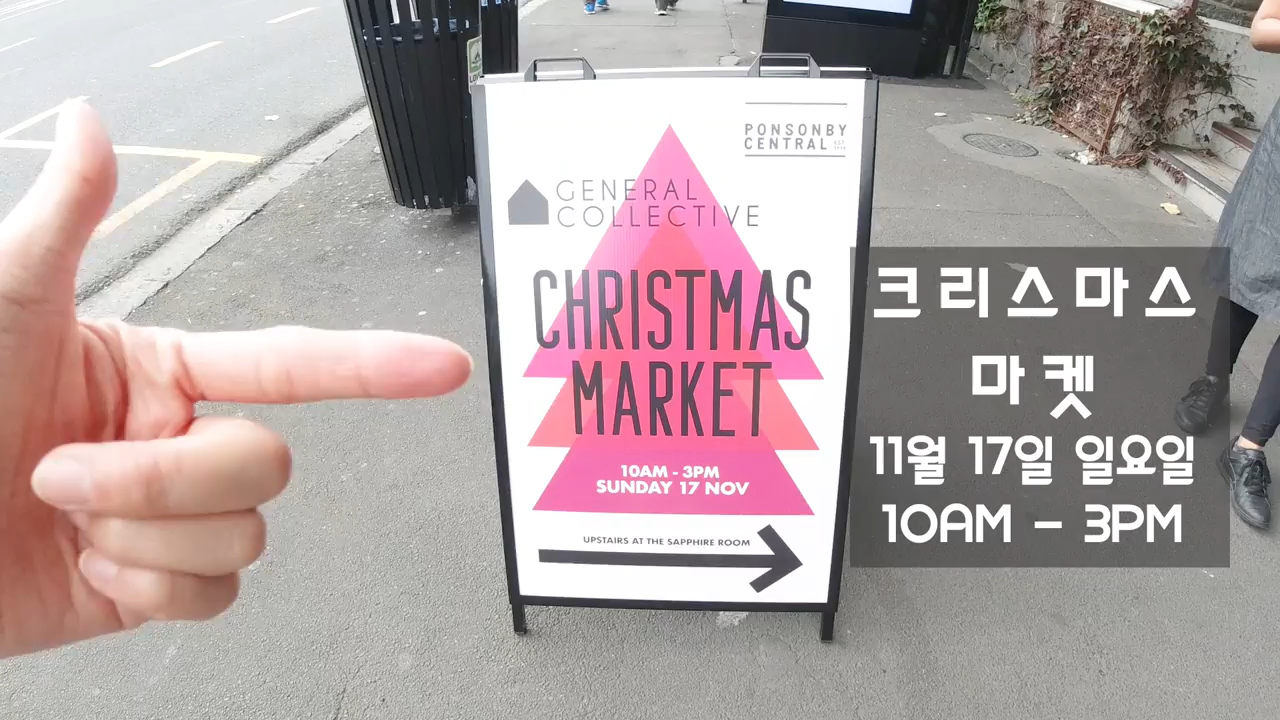 PONSONBY
CENTRAL
GENERAL
COLLECTIVE
CHRISTMAS
MARKET
10AM - 3PM
SUNDAY 17 NOV
UPSTAIRS AT THE SAPPHIRE ROOM
크리스마스
마켓
11월 17일 일요일
10AM - 3PM